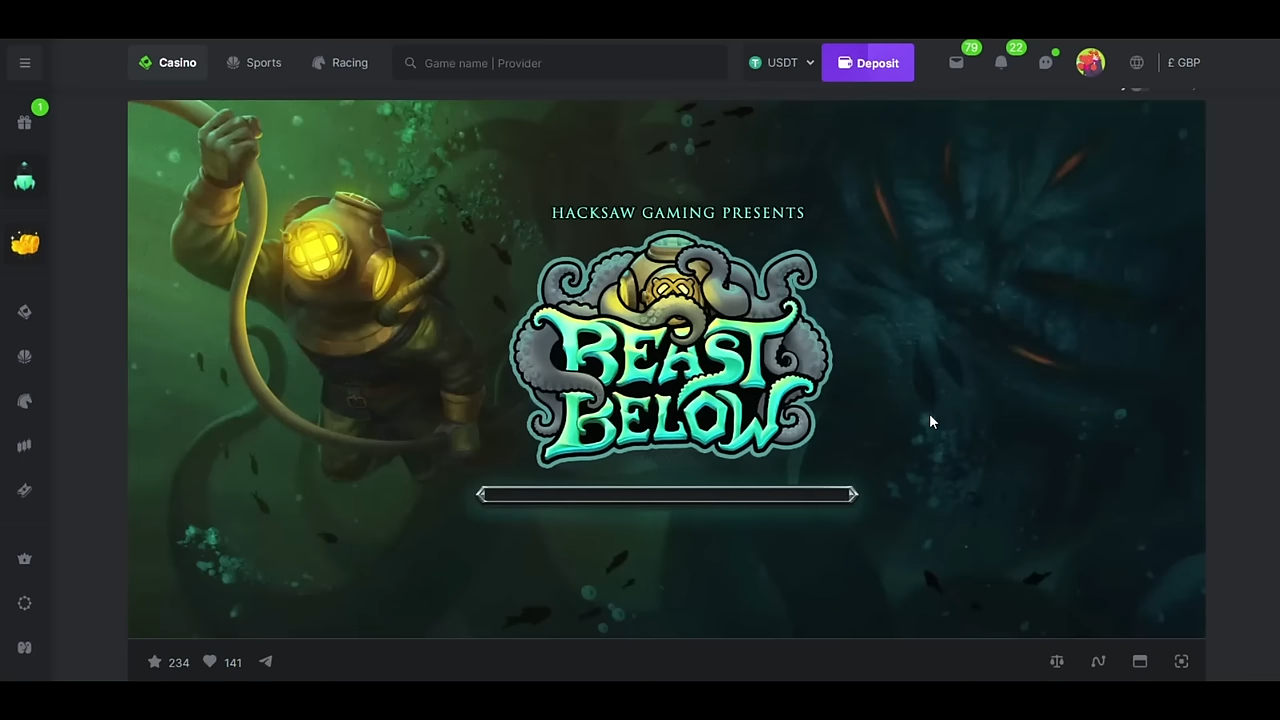 Casino
Sports
Racing
Game name | Provider
USDT
Deposit
79
22
£ GBP
1
HACKSAW GAMING PRESENTS
BEAST
BELOW
234
141